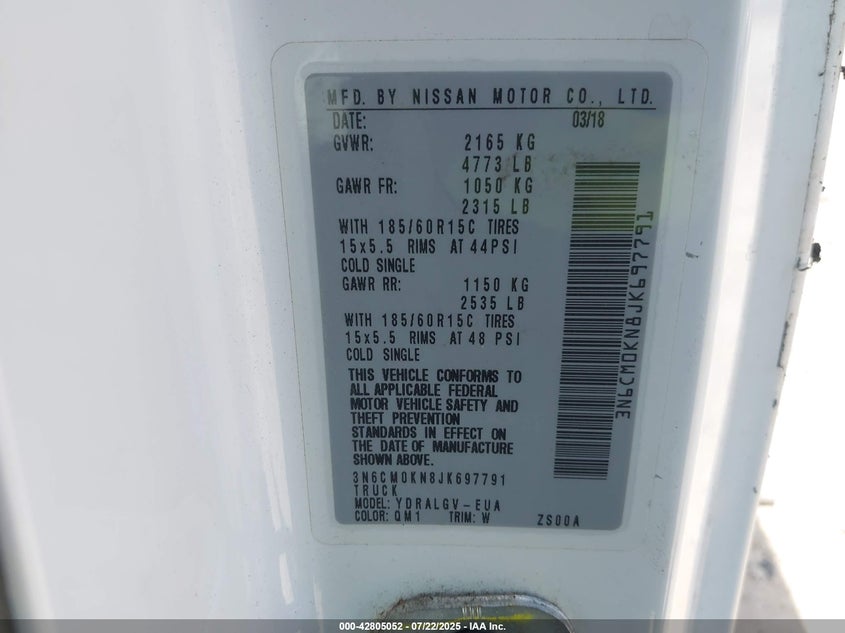 MFD. BY NISSAN MOTOR CO., LTD.
DATE: 03/18
GVWR: 2165 KG
4773 LB
GAWR FR: 1050 KG
2315 LB
WITH 185/60R15C TIRES
15x5.5 RIMS AT 44PSI
COLD SINGLE
GAWR RR: 1150 KG
2535 LB
WITH 185/60R15C TIRES
15x5.5 RIMS AT 48 PSI
COLD SINGLE
THIS VEHICLE CONFORMS TO
ALL APPLICABLE FEDERAL
MOTOR VEHICLE SAFETY AND
THEFT PREVENTION
STANDARDS IN EFFECT ON
THE DATE OF MANUFACTURE
SHOWN ABOVE.
3N6CM0KN8JK697791
TRUCK
MODEL: YDRALGV-EUA
COLOR: QM1 TRIM: W ZS00A
3N6CM0KN8JK697791
000-42805052 - 07/22/2025 - IAA Inc.